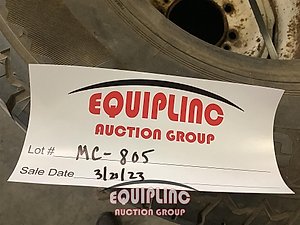 EQUIPLINC
AUCTION GROUP
Lot # MC-805
Sale Date 3/21/23
EQUIPLINC
AUCTION GROUP